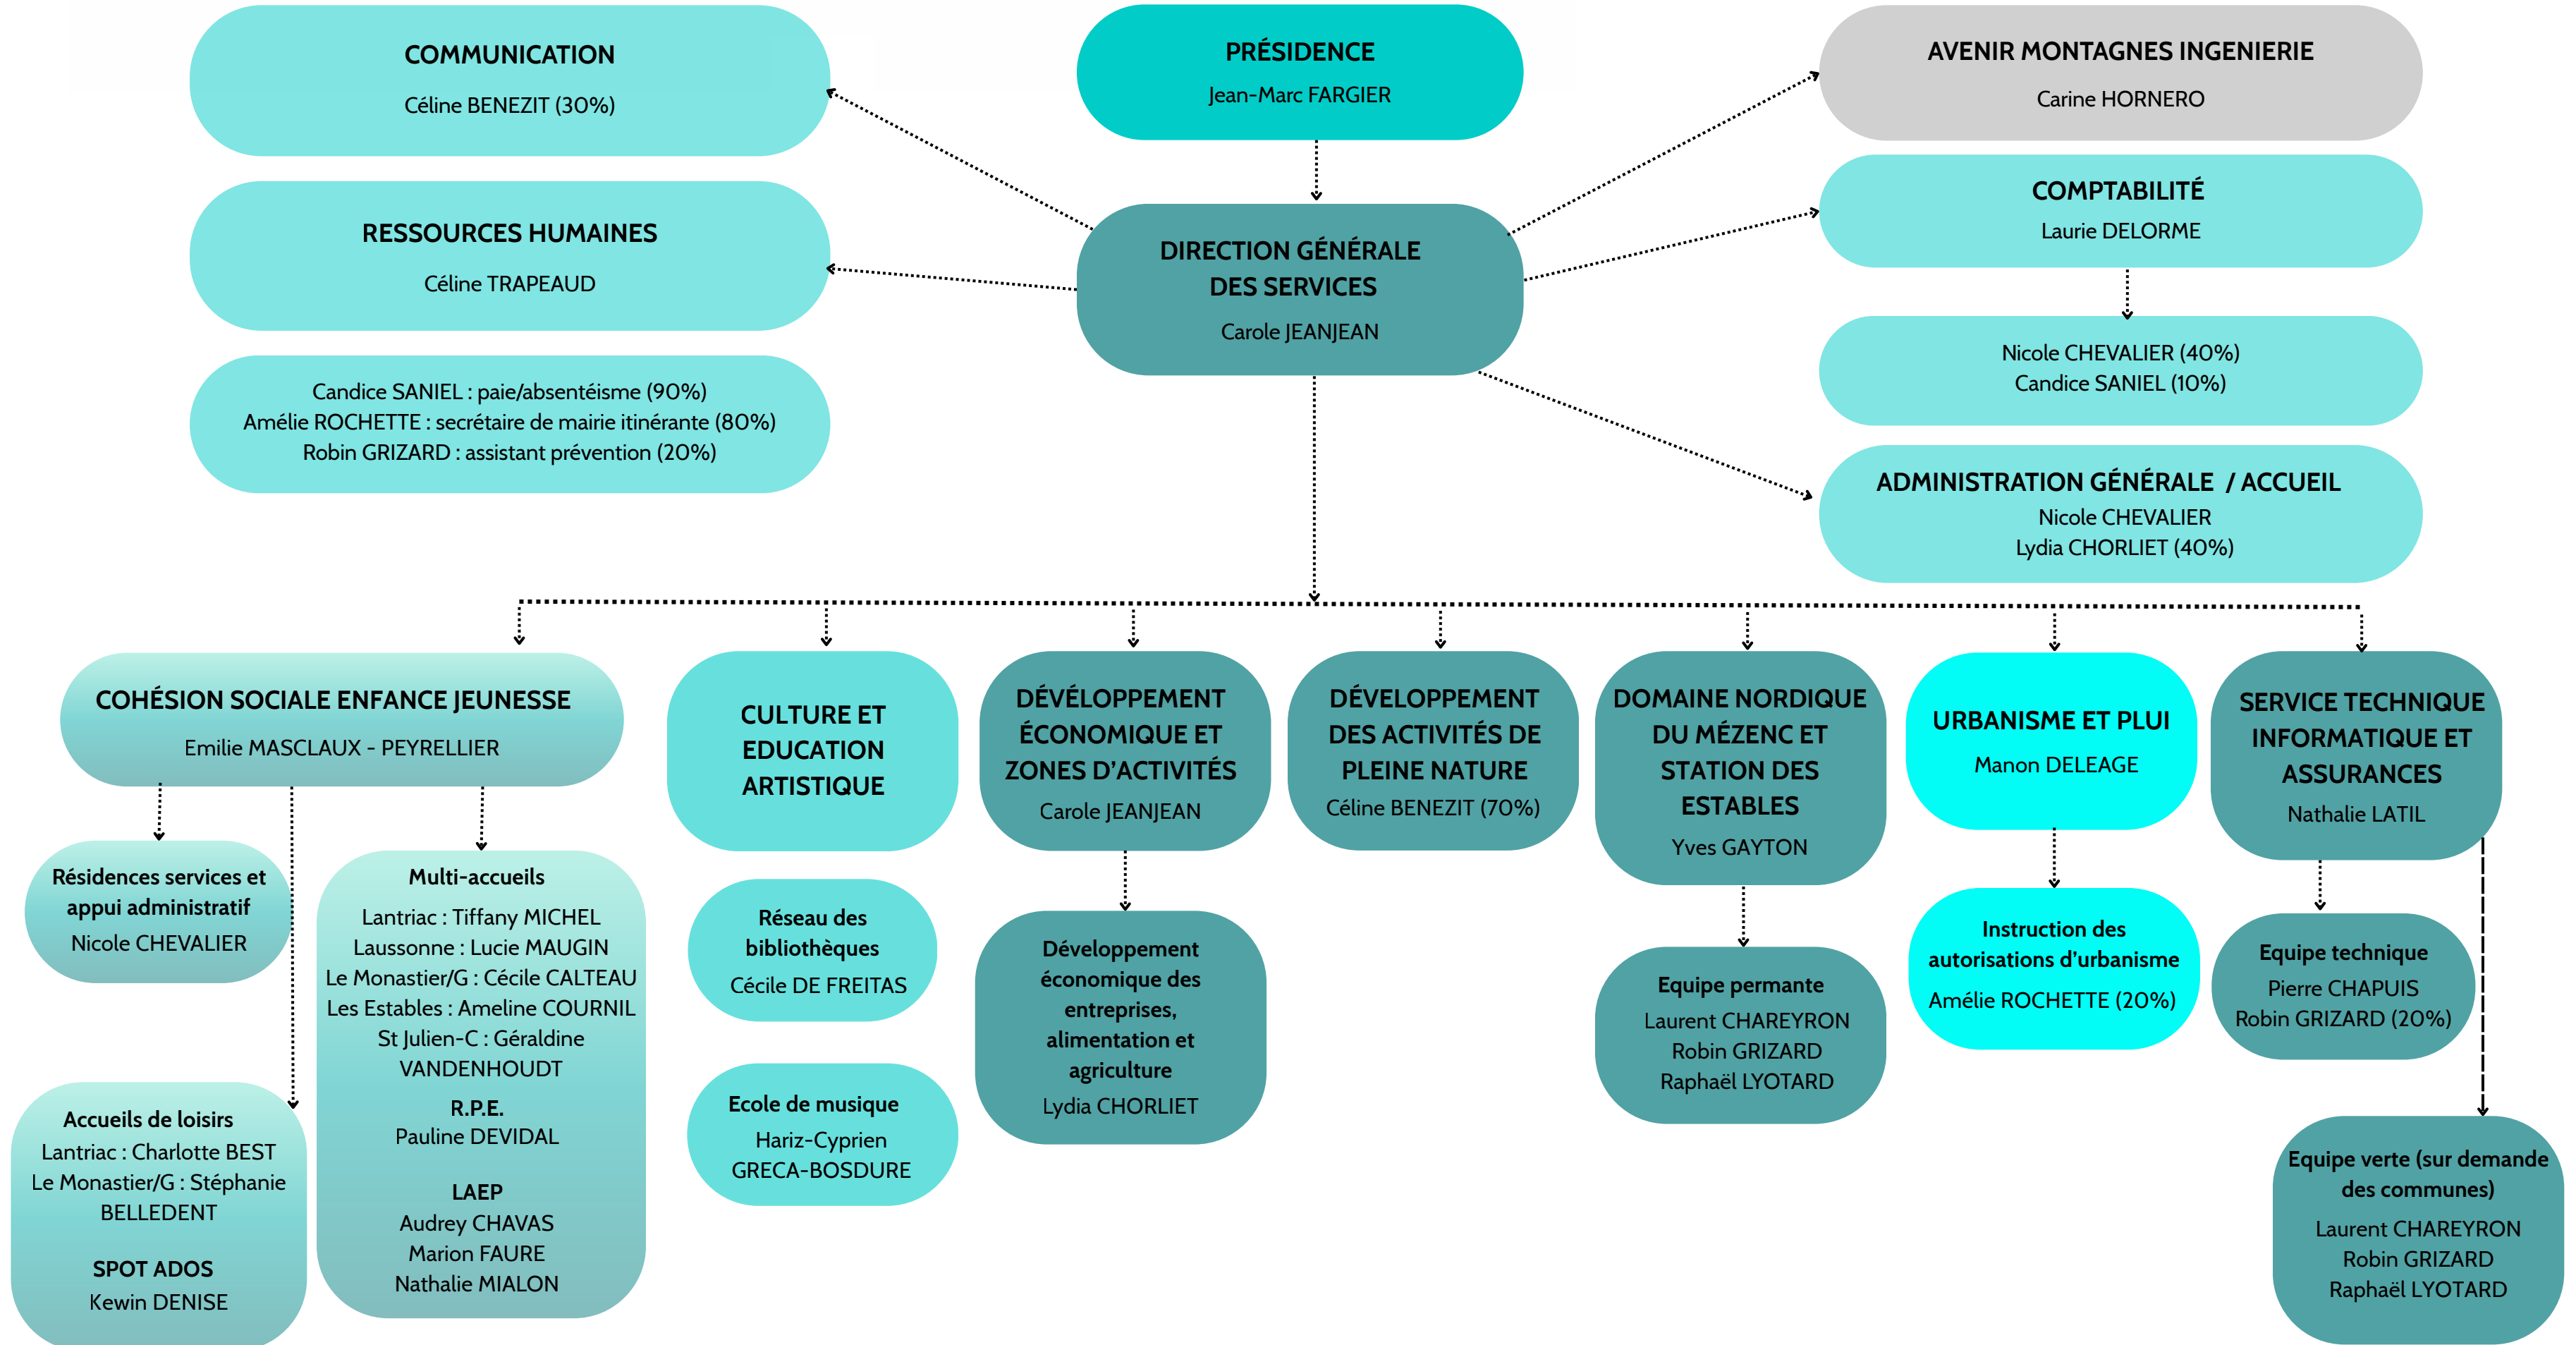 COMMUNICATION
Céline BENEZIT (30%)
PRÉSIDENCE
Jean-Marc FARGIER
AVENIR MONTAGNES INGENIERIE
Carine HORNERO
RESSOURCES HUMAINES
Céline TRAPEAUD
DIRECTION GÉNÉRALE
DES SERVICES
Carole JEANJEAN
COMPTABILITÉ
Laurie DELORME
Candice SANIEL : paie/absentéisme (90%)
Amélie ROCHETTE : secrétaire de mairie itinérante (80%)
Robin GRIZARD : assistant prévention (20%)
Nicole CHEVALIER (40%)
Candice SANIEL (10%)
ADMINISTRATION GÉNÉRALE / ACCUEIL
Nicole CHEVALIER
Lydia CHORLIET (40%)
COHÉSION SOCIALE ENFANCE JEUNESSE
Emilie MASCLAUX - PEYRELLIER
Résidences services et
appui administratif
Nicole CHEVALIER
Accueils de loisirs
Lantriac : Charlotte BEST
Le Monastier/G : Stéphanie
BELLEDENT
SPOT ADOS
Kewin DENISE
Multi-accueils
Lantriac : Tiffany MICHEL
Laussonne : Lucie MAUGIN
Le Monastier/G : Cécile CALTEAU
Les Estables : Ameline COURNIL
St Julien-C : Géraldine
VANDENHOUDT
R.P.E.
Pauline DEVIDAL
LAEP
Audrey CHAVAS
Marion FAURE
Nathalie MIALON
CULTURE ET
EDUCATION
ARTISTIQUE
Réseau des
bibliothèques
Cécile DE FREITAS
Ecole de musique
Hariz-Cyprien
GRECA-BOSDURE
DÉVÉLOPPEMENT
ÉCONOMIQUE ET
ZONES D'ACTIVITÉS
Carole JEANJEAN
Développement
économique des
entreprises,
alimentation et
agriculture
Lydia CHORLIET
DÉVELOPPEMENT
DES ACTIVITÉS DE
PLEINE NATURE
Céline BENEZIT (70%)
DOMAINE NORDIQUE
DU MÉZENC ET
STATION DES
ESTABLES
Yves GAYTON
Equipe permante
Laurent CHAREYRON
Robin GRIZARD
Raphaël LYOTARD
URBANISME ET PLUI
Manon DELEAGE
Instruction des
autorisations d'urbanisme
Amélie ROCHETTE (20%)
SERVICE TECHNIQUE
INFORMATIQUE ET
ASSURANCES
Nathalie LATIL
Equipe technique
Pierre CHAPUIS
Robin GRIZARD (20%)
Equipe verte (sur demande
des communes)
Laurent CHAREYRON
Robin GRIZARD
Raphaël LYOTARD